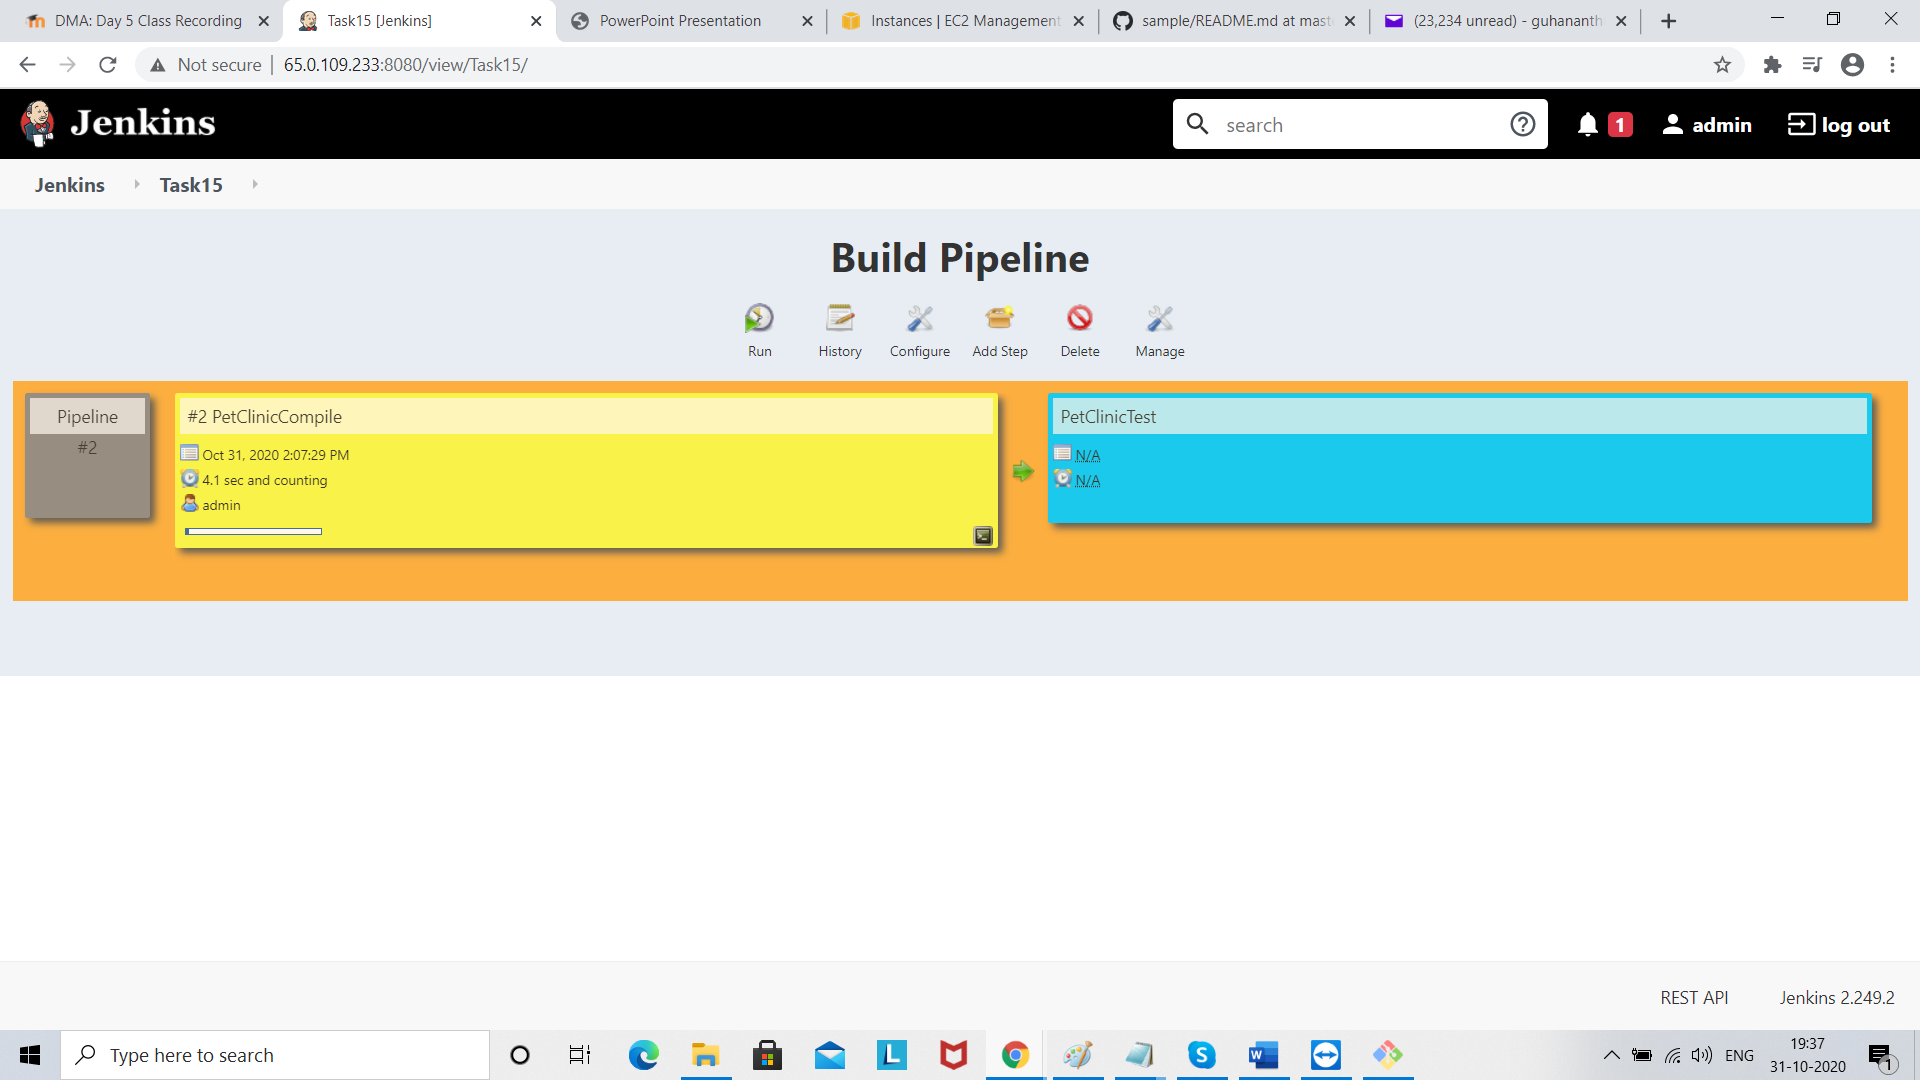 DMA: Day 5 Class Recording
Task15 [Jenkins]
PowerPoint Presentation
Instances | EC2 Management
sample/README.md at mast
(23,234 unread) - guhananth
Not secure
65.0.109.233:8080/view/Task15/
Jenkins
search
1
admin
log out
Jenkins
Task15
Build Pipeline
Run
History
Configure
Add Step
Delete
Manage
Pipeline
#2
#2 PetClinicCompile
Oct 31, 2020 2:07:29 PM
4.1 sec and counting
admin
PetClinicTest
N/A
N/A
REST API
Jenkins 2.249.2
Type here to search
L
ENG
19:37
31-10-2020
1